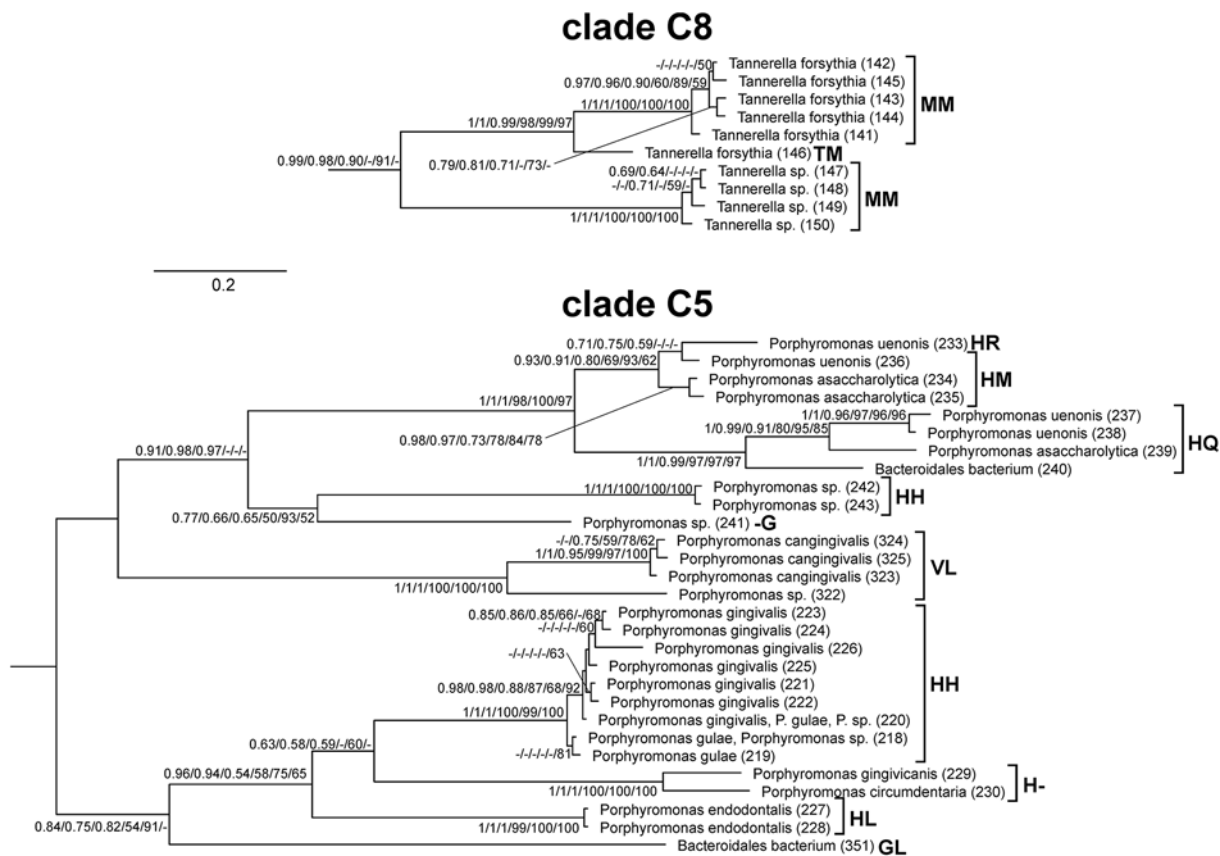 clade C8
-/-/-/-/-/50
Tannerella forsythia (142)
0.97/0.96/0.90/60/89/59
Tannerella forsythia (145)
Tannerella forsythia (143)
MM
1/1/1/100/100/100
Tannerella forsythia (144)
1/1/0.99/98/99/97
Tannerella forsythia (141)
0.79/0.81/0.71/-/73/-
Tannerella forsythia (146) TM
0.99/0.98/0.90/-/91/-
0.69/0.64/-/-/-/-
Tannerella sp. (147)
-/-/0.71/-/59/-
Tannerella sp. (148)
MM
Tannerella sp. (149)
1/1/1/100/100/100
Tannerella sp. (150)
0.2
clade C5
0.71/0.75/0.59/-/-/-
Porphyromonas uenonis (233) HR
0.93/0.91/0.80/69/93/62
Porphyromonas uenonis (236)
HM
Porphyromonas asaccharolytica (234)
1/1/1/98/100/97
Porphyromonas asaccharolytica (235)
1/1/0.96/97/96/96
Porphyromonas uenonis (237)
1/0.99/0.91/80/95/85
Porphyromonas uenonis (238)
HQ
0.98/0.97/0.73/78/84/78
0.91/0.98/0.97/-/-/-
Porphyromonas asaccharolytica (239)
1/1/0.99/97/97/97
Bacteroidales bacterium (240)
1/1/1/100/100/100
Porphyromonas sp. (242)
HH
Porphyromonas sp. (243)
0.77/0.66/0.65/50/93/52
Porphyromonas sp. (241) -G
-/-/0.75/59/78/62
Porphyromonas cangingivalis (324)
1/1/0.95/99/97/100
Porphyromonas cangingivalis (325)
VL
Porphyromonas cangingivalis (323)
1/1/1/100/100/100
Porphyromonas sp. (322)
0.85/0.86/0.85/66/-/68
Porphyromonas gingivalis (223)
-/-/-/-/-/60
Porphyromonas gingivalis (224)
Porphyromonas gingivalis (226)
-/-/-/-/-/63
Porphyromonas gingivalis (225)
HH
0.98/0.98/0.88/87/68/92
Porphyromonas gingivalis (221)
Porphyromonas gingivalis (222)
1/1/1/100/99/100
Porphyromonas gingivalis, P. gulae, P. sp. (220)
0.63/0.58/0.59/-/60/-
Porphyromonas gulae, Porphyromonas sp. (218)
-/-/-/-/-/81
Porphyromonas gulae (219)
0.96/0.94/0.54/58/75/65
Porphyromonas gingivicanis (229)
H-
1/1/1/100/100/100
Porphyromonas circumdentaria (230)
Porphyromonas endodontalis (227)
HL
0.84/0.75/0.82/54/91/-
1/1/1/99/100/100
Porphyromonas endodontalis (228)
Bacteroidales bacterium (351) GL